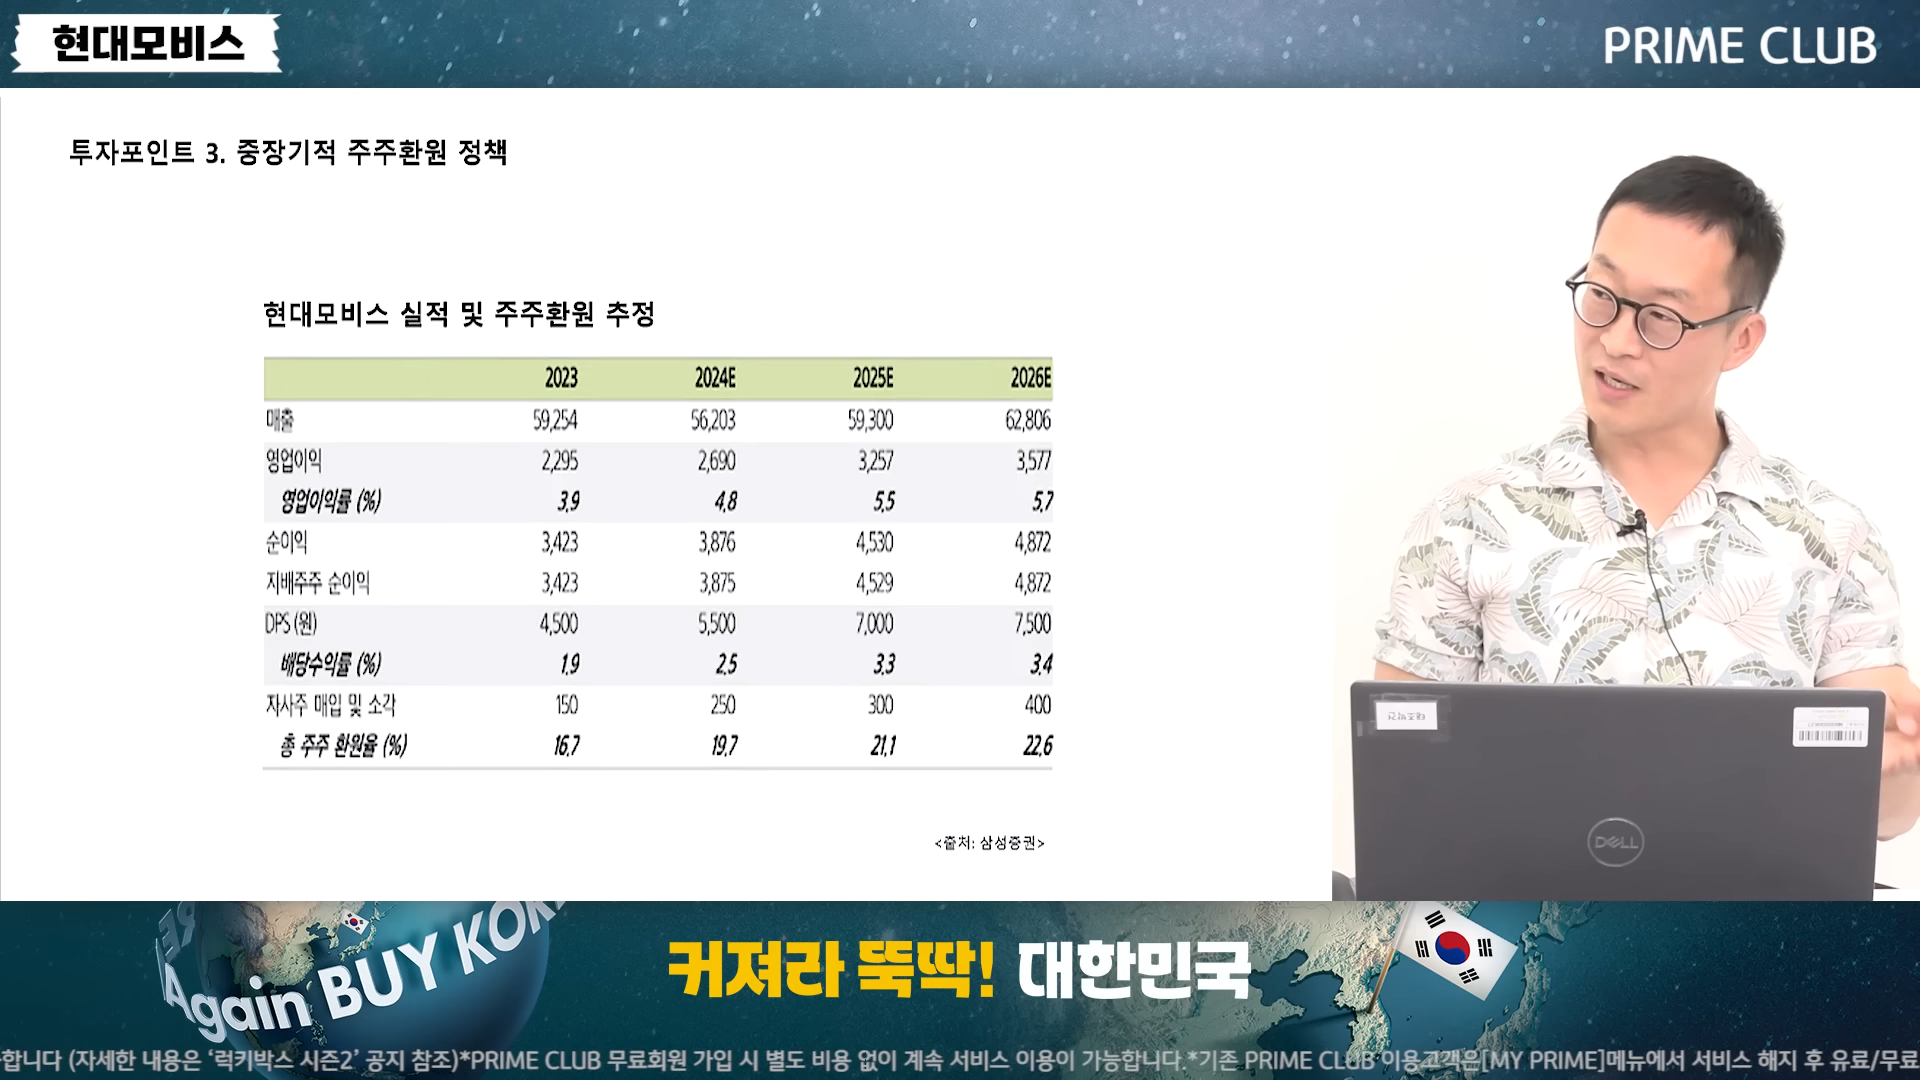 현대모비스
PRIME CLUB
투자포인트 3. 중장기적 주주환원 정책
현대모비스 실적 및 주주환원 추정
2023 2024E 2025E 2026E
매출 59,254 56,203 59,300 62,806
영업이익 2,295 2,690 3,257 3,577
영업이익률 (%) 3.9 4.8 5.5 5.7
순이익 3,423 3,876 4,530 4,872
지배주주 순이익 3,423 3,875 4,529 4,872
DPS (원) 4,500 5,500 7,000 7,500
배당수익률 (%) 1.9 2.5 3.3 3.4
자사주 매입 및 소각 150 250 300 400
총 주주 환원율 (%) 16.7 19.7 21.1 22.6
<출처: 삼성증권>
DELL
Again BUY KOR
커져라 뚝딱! 대한민국
합니다 (자세한 내용은 ‘럭키박스 시즌2’ 공지 참조)*PRIME CLUB 무료회원 가입 시 별도 비용 없이 계속 서비스 이용이 가능합니다.*기존 PRIME CLUB 이용고객은[MY PRIME]메뉴에서 서비스 해지 후 유료/무료